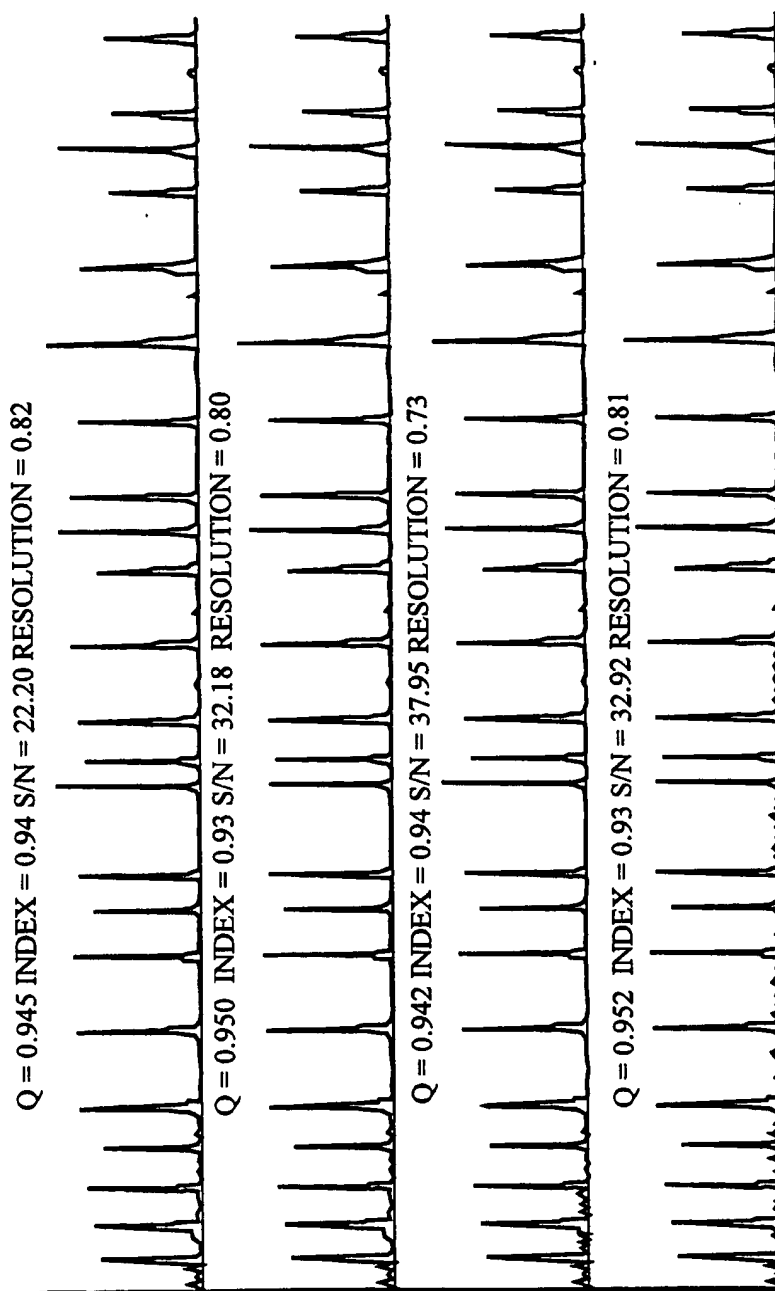 Q = 0.945 INDEX = 0.94 S/N = 22.20 RESOLUTION = 0.82
Q = 0.950 INDEX = 0.93 S/N = 32.18 RESOLUTION = 0.80
Q = 0.942 INDEX = 0.94 S/N = 37.95 RESOLUTION = 0.73
Q = 0.952 INDEX = 0.93 S/N = 32.92 RESOLUTION = 0.81